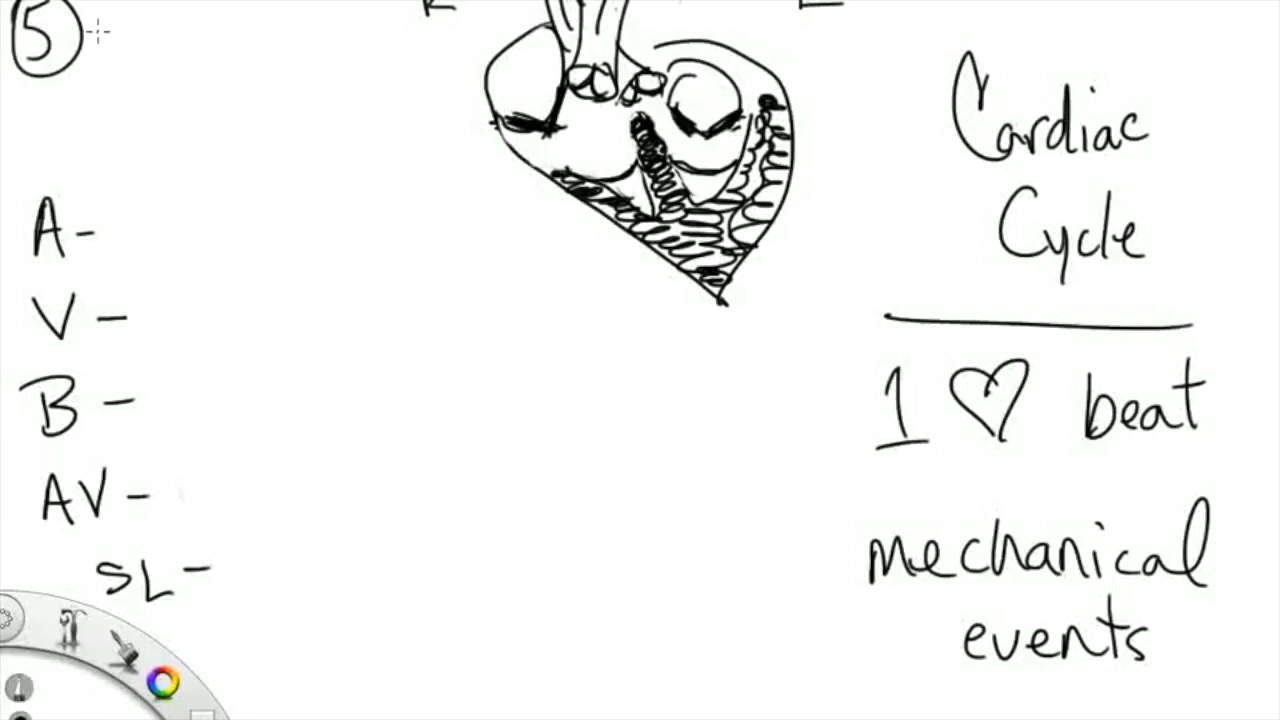 5
Cardiac
Cycle
1 ♡ beat
mechanical
events
A -
V -
B -
AV -
SL -